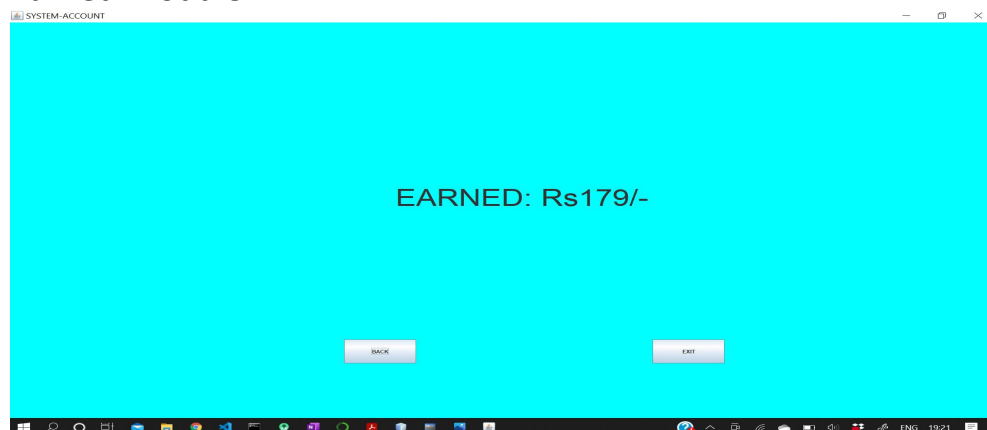 SYSTEM-ACCOUNT
EARNED: Rs179/-
BACK
EXIT
ENG 19:21